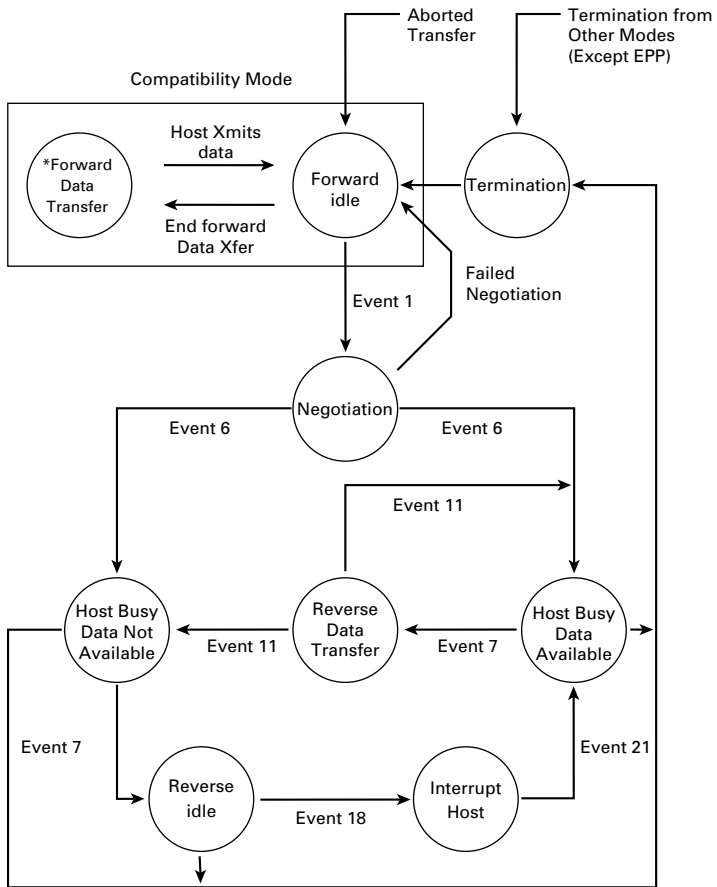 Aborted
Transfer
Termination from
Other Modes
(Except EPP)
Compatibility Mode
*Forward
Data
Transfer
Host Xmits
data
End forward
Data Xfer
Forward
idle
Termination
Failed
Negotiation
Event 1
Negotiation
Event 6
Event 6
Event 11
Host Busy
Data Not
Available
Event 11
Reverse
Data
Transfer
Event 7
Host Busy
Data
Available
Event 7
Reverse
idle
Event 18
Interrupt
Host
Event 21